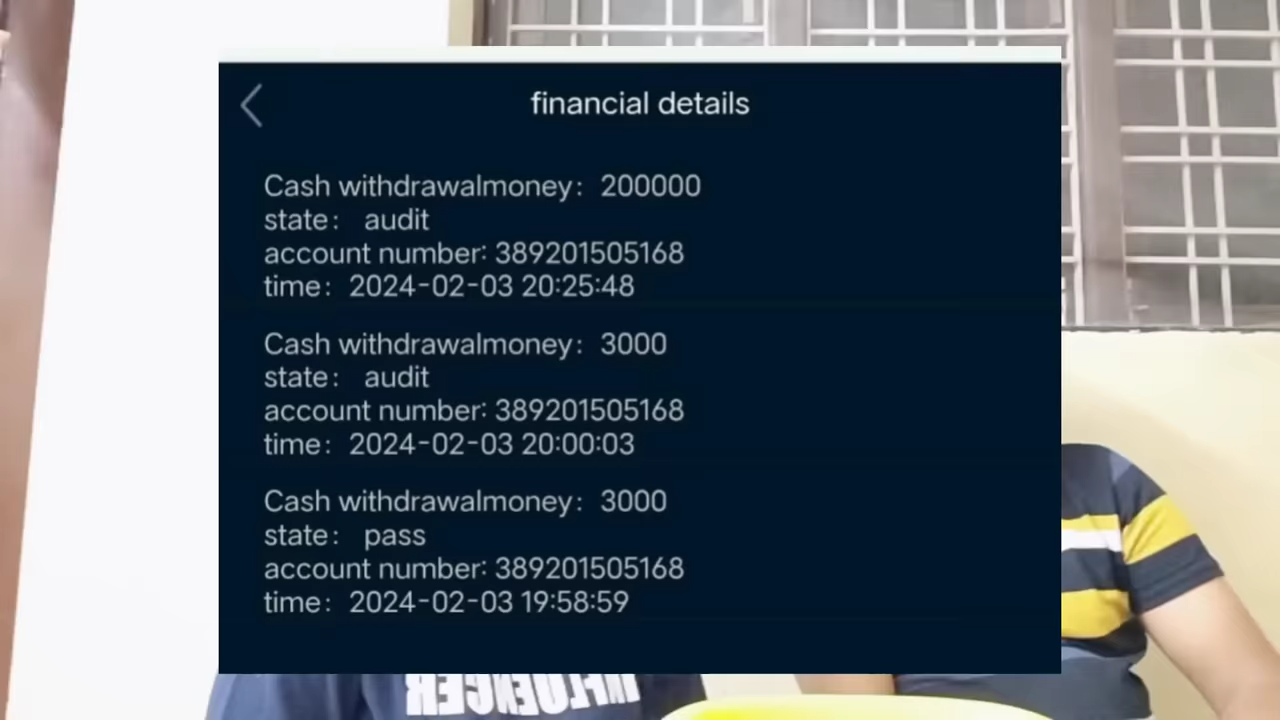 financial details
Cash withdrawalmoney: 200000
state: audit
account number: 389201505168
time: 2024-02-03 20:25:48
Cash withdrawalmoney: 3000
state: audit
account number: 389201505168
time: 2024-02-03 20:00:03
Cash withdrawalmoney: 3000
state: pass
account number: 389201505168
time: 2024-02-03 19:58:59
INFLUENCER